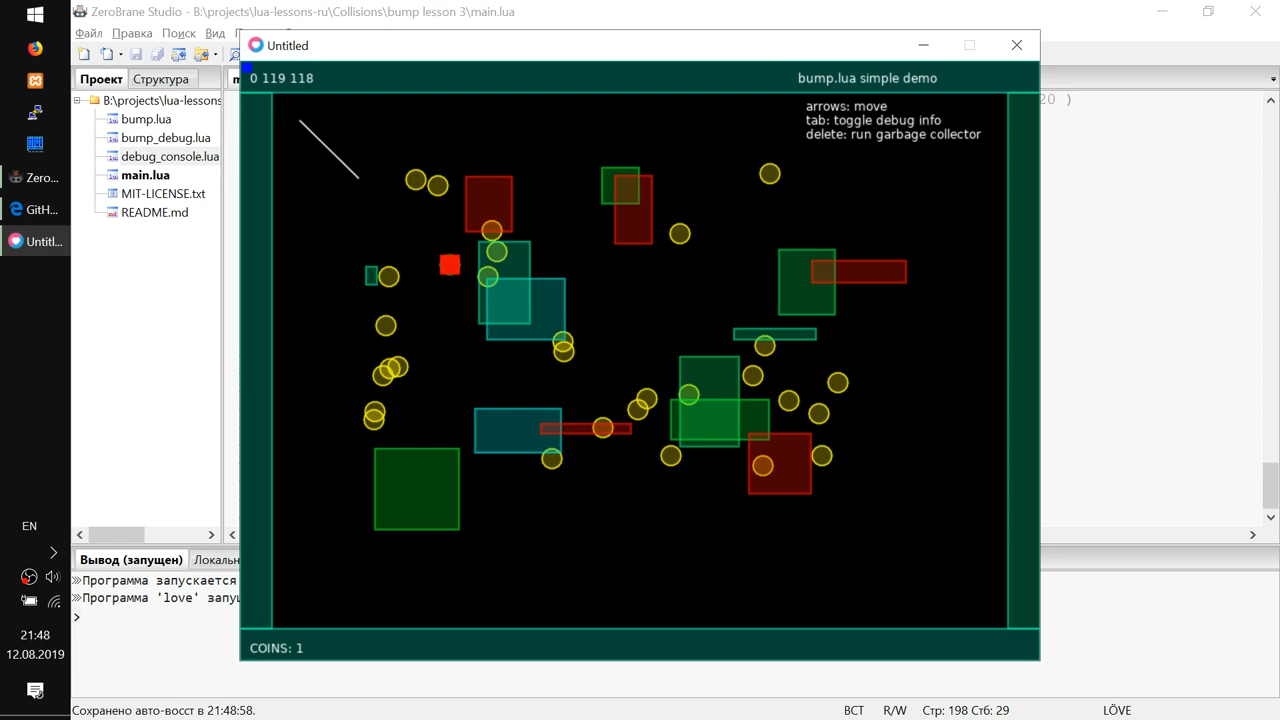 ZeroBrane Studio - B:\projects\lua-lessons-ru\Collisions\bump lesson 3\main.lua
Файл Правка Поиск Вид
Untitled
Проект Структура
0 119 118
bump.lua simple demo
B:\projects\lua-lessons
20 )
bump.lua
bump_debug.lua
debug_console.lua
main.lua
MIT-LICENSE.txt
README.md
arrows: move
tab: toggle debug info
delete: run garbage collector
Zero...
GitH...
Untitl...
EN
Вывод (запущен)
Программа запускается
Программа 'love'
COINS: 1
21:48
12.08.2019
Сохранено авто-восст в 21:48:58.
ВСТ R/W Стр: 198 Стб: 29 LÖVE